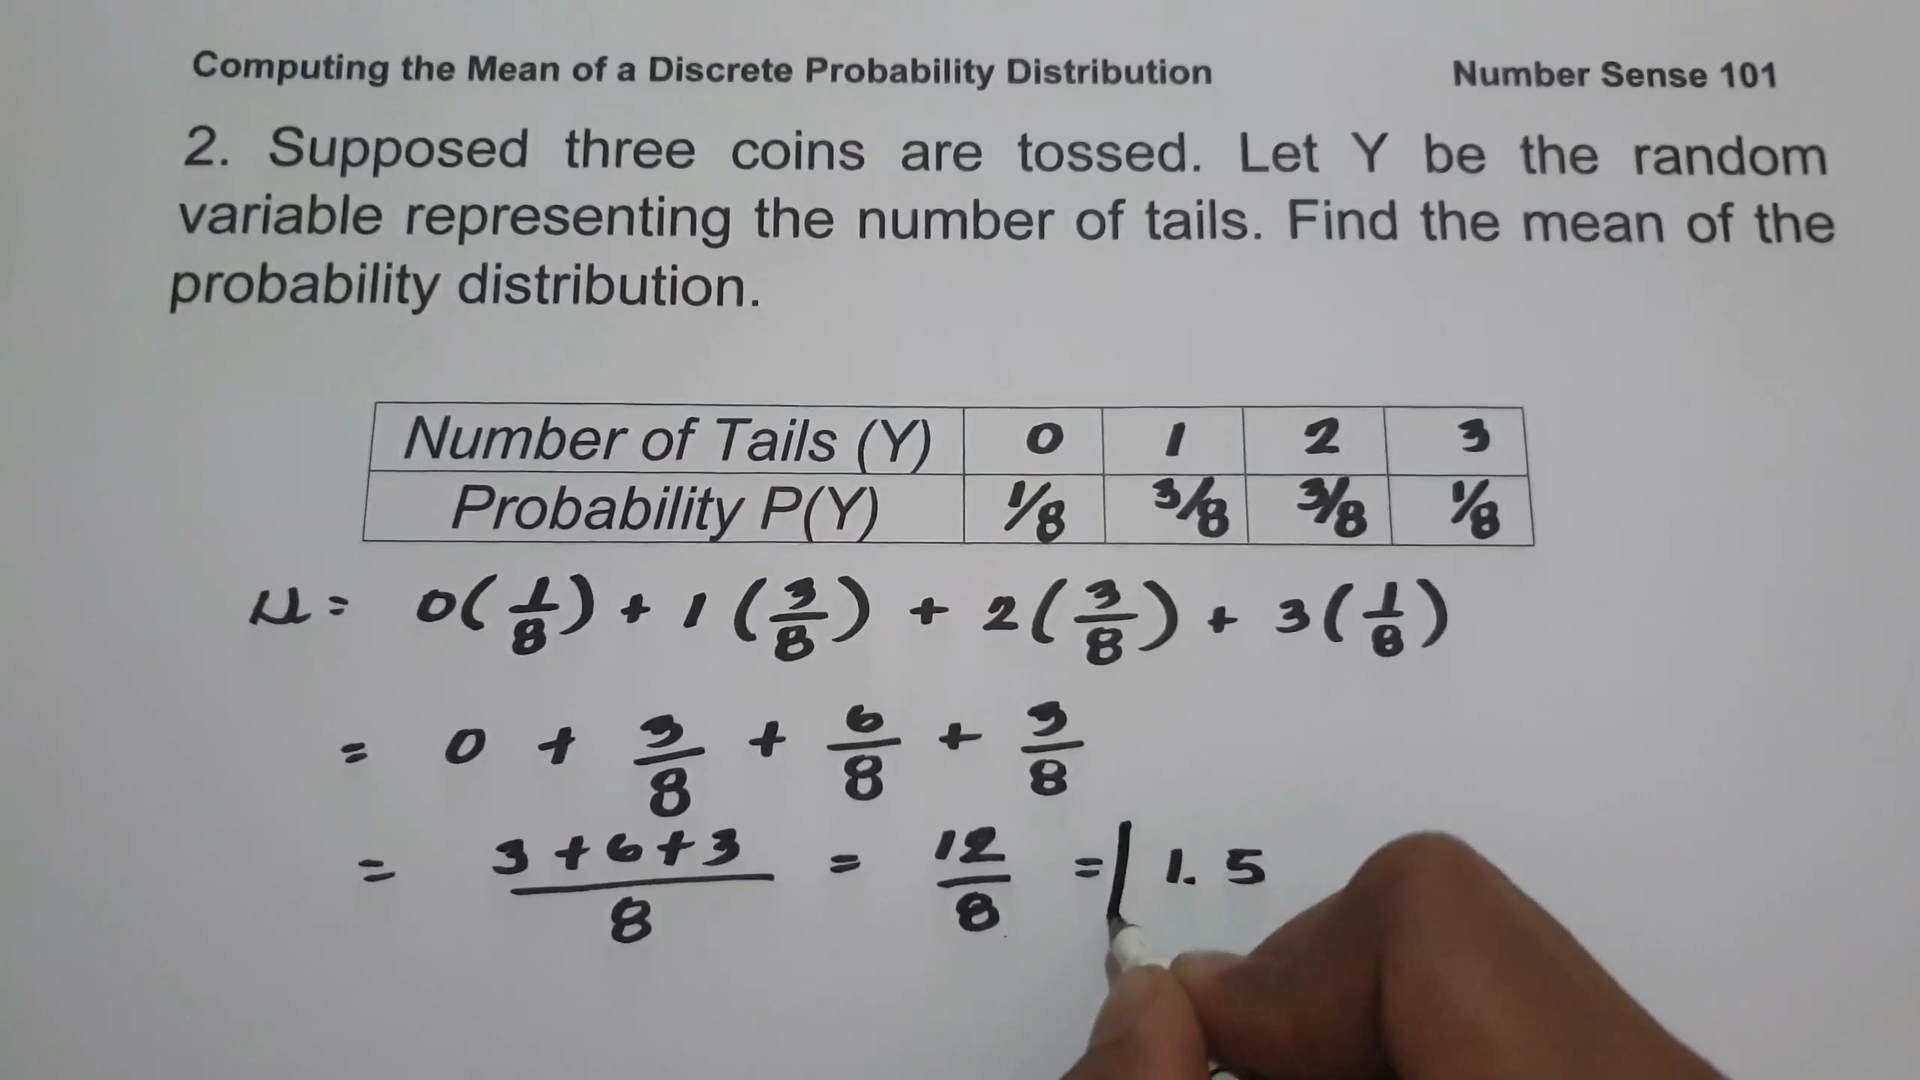 Computing the Mean of a Discrete Probability Distribution Number Sense 101
2. Supposed three coins are tossed. Let Y be the random
variable representing the number of tails. Find the mean of the
probability distribution.
Number of Tails (Y) 0 1 2 3
Probability P(Y) 1/8 3/8 3/8 1/8
μ = 0(1/8) + 1(3/8) + 2(3/8) + 3(1/8)
= 0 + 3/8 + 6/8 + 3/8
= 3+6+3/8 = 12/8 = 1.5